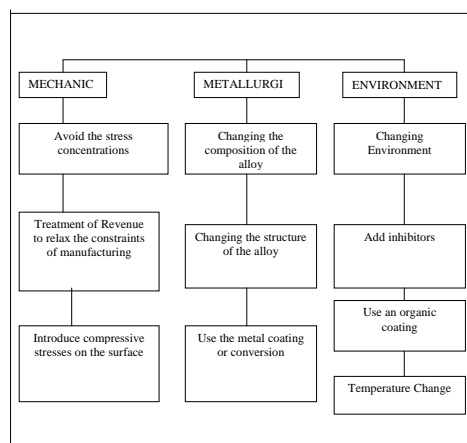 MECHANIC
METALLURGI
ENVIRONMENT
Avoid the stress
concentrations
Changing the
composition of the
alloy
Changing
Environment
Treatment of Revenue
to relax the constraints
of manufacturing
Changing the structure
of the alloy
Add inhibitors
Introduce compressive
stresses on the surface
Use the metal coating
or conversion
Use an organic
coating
Temperature Change